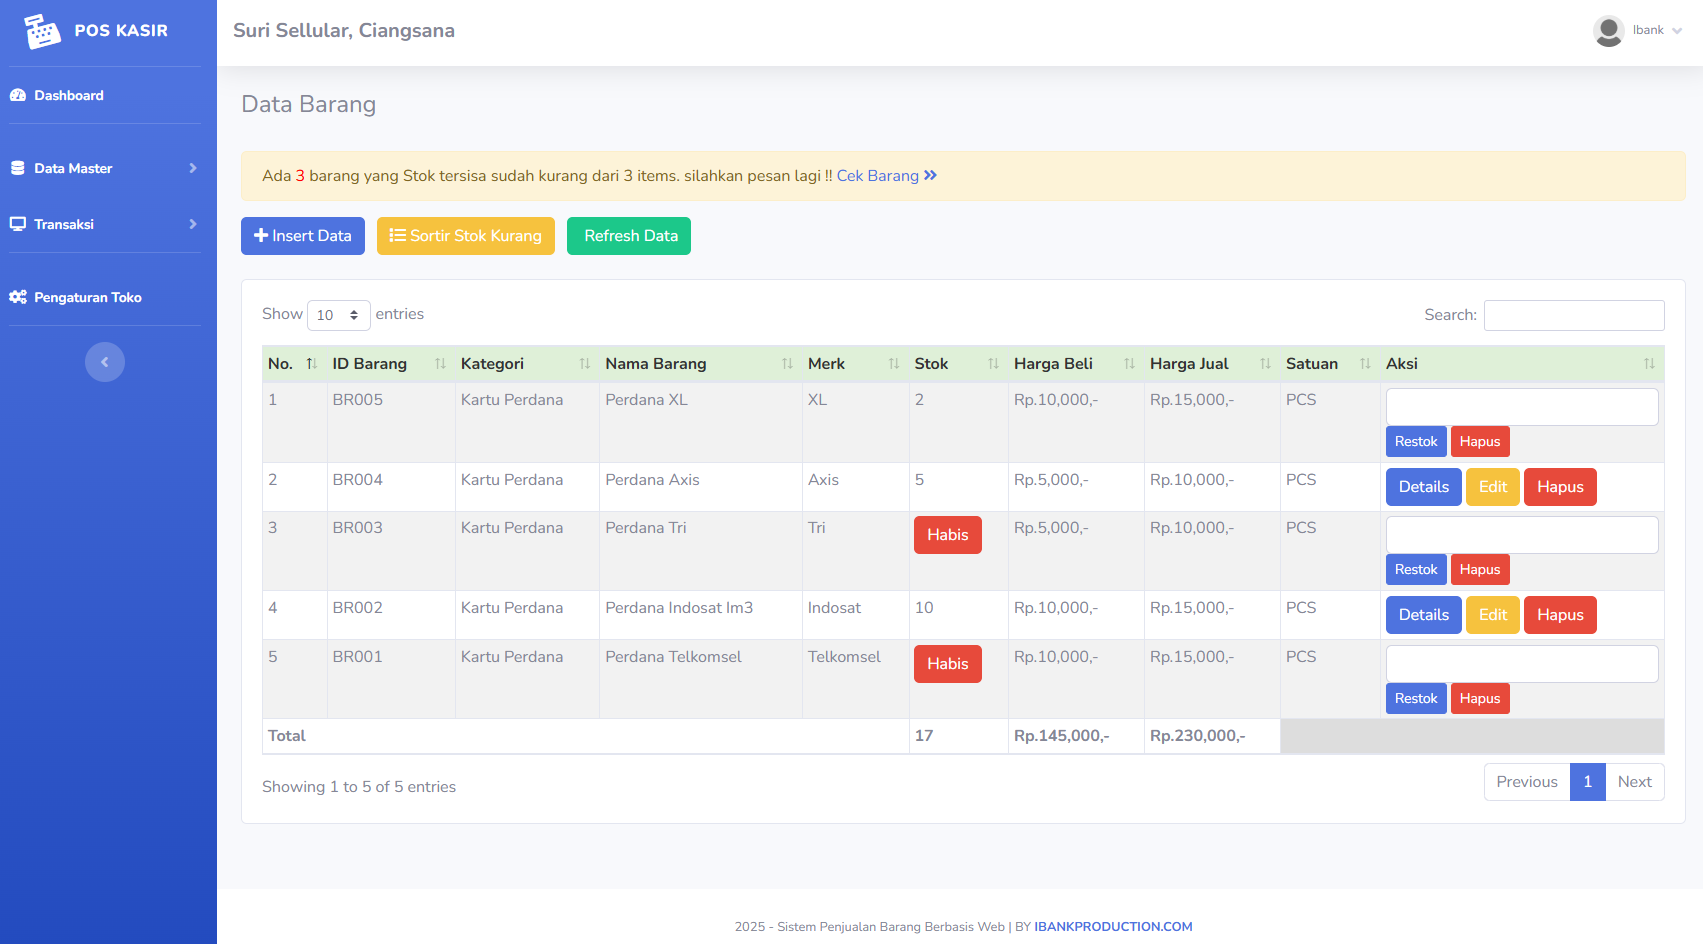 POS KASIR
Suri Sellular, Ciangsana
Ibank
Dashboard
Data Master
Transaksi
Pengaturan Toko
Data Barang
Ada 3 barang yang Stok tersisa sudah kurang dari 3 items. silahkan pesan lagi !! Cek Barang
Insert Data Sortir Stok Kurang Refresh Data
Show 10 entries Search:
No. ID Barang Kategori Nama Barang Merk Stok Harga Beli Harga Jual Satuan Aksi
1 BR005 Kartu Perdana Perdana XL XL 2 Rp.10,000,- Rp.15,000,- PCS
Restok Hapus
2 BR004 Kartu Perdana Perdana Axis Axis 5 Rp.5,000,- Rp.10,000,- PCS Details Edit Hapus
3 BR003 Kartu Perdana Perdana Tri Tri Habis Rp.5,000,- Rp.10,000,- PCS
Restok Hapus
4 BR002 Kartu Perdana Perdana Indosat Im3 Indosat 10 Rp.10,000,- Rp.15,000,- PCS Details Edit Hapus
5 BR001 Kartu Perdana Perdana Telkomsel Telkomsel Habis Rp.10,000,- Rp.15,000,- PCS
Restok Hapus
Total 17 Rp.145,000,- Rp.230,000,-
Showing 1 to 5 of 5 entries Previous 1 Next
2025 - Sistem Penjualan Barang Berbasis Web | BY IBANKPRODUCTION.COM